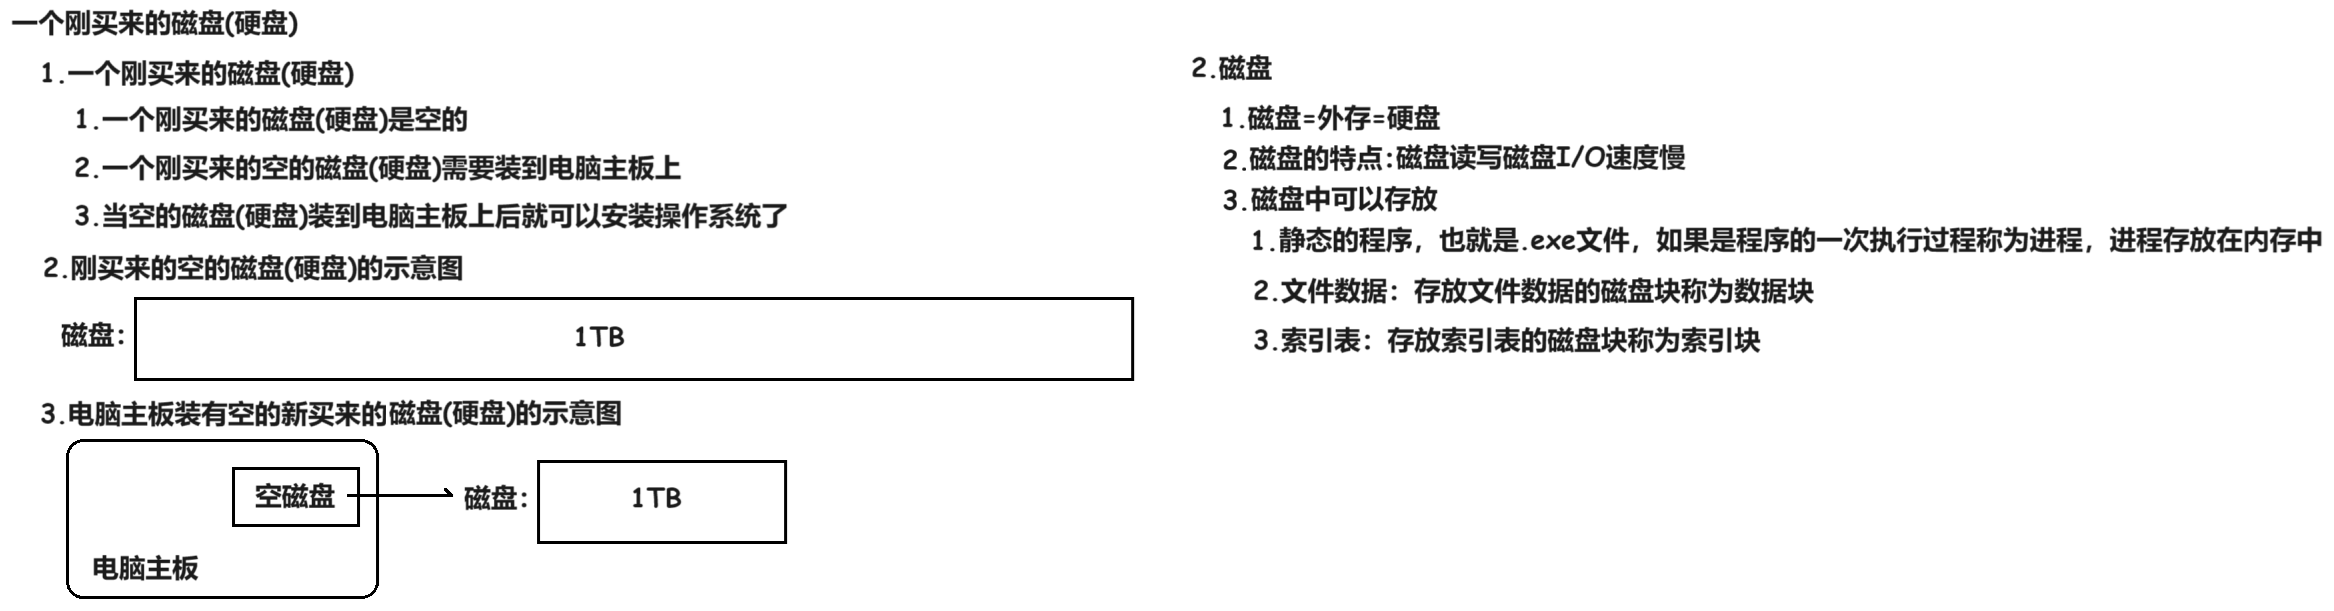 一个刚买来的磁盘(硬盘)
1.一个刚买来的磁盘(硬盘)
1.一个刚买来的磁盘(硬盘)是空的
2.一个刚买来的空的磁盘(硬盘)需要装到电脑主板上
3.当空的磁盘(硬盘)装到电脑主板上后就可以安装操作系统了
2.刚买来的空的磁盘(硬盘)的示意图
磁盘：
1TB
3.电脑主板装有空的新买来的磁盘(硬盘)的示意图
空磁盘
磁盘：
1TB
电脑主板
2.磁盘
1.磁盘=外存=硬盘
2.磁盘的特点:磁盘读写磁盘I/O速度慢
3.磁盘中可以存放
1.静态的程序，也就是.exe文件，如果是程序的一次执行过程称为进程，进程存放在内存中
2.文件数据：存放文件数据的磁盘块称为数据块
3.索引表：存放索引表的磁盘块称为索引块